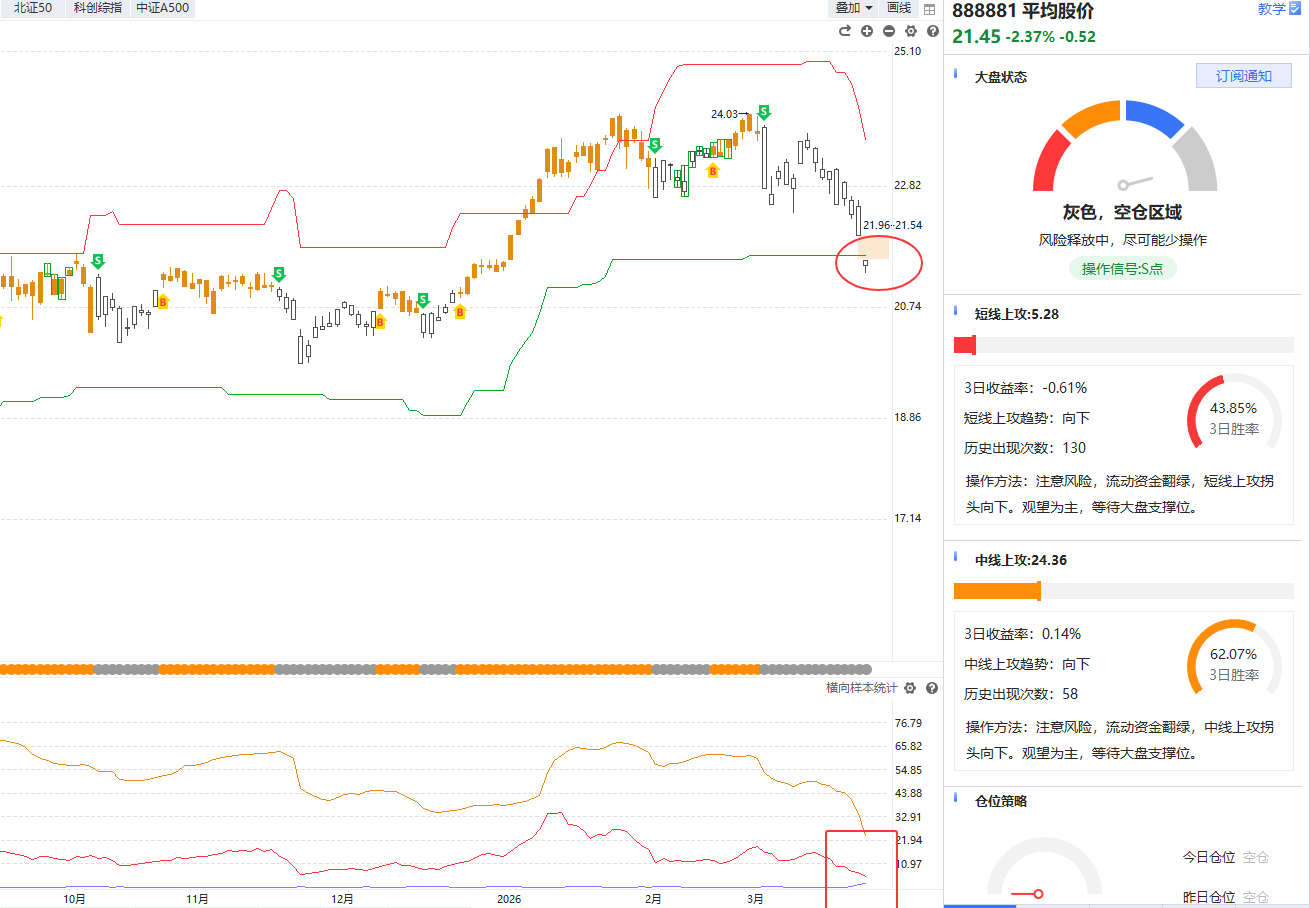 北证50 科创综指 中证A500 叠加 画线
888881 平均股价 教学
21.45 -2.37% -0.52
25.10
24.03
S
S
B
22.82
21.96-21.54
S
S
B
S
B
B
20.74
18.86
17.14
横向样本统计
76.79
65.82
54.85
43.88
32.91
21.94
10.97
10月 11月 12月 2026 2月 3月
大盘状态 订阅通知
灰色，空仓区域
风险释放中，尽可能少操作
操作信号:S点
短线上攻:5.28
3日收益率：-0.61%
短线上攻趋势：向下
历史出现次数：130
43.85%
3日胜率
操作方法：注意风险，流动资金翻绿，短线上攻拐
头向下。观望为主，等待大盘支撑位。
中线上攻:24.36
3日收益率：0.14%
中线上攻趋势：向下
历史出现次数：58
62.07%
3日胜率
操作方法：注意风险，流动资金翻绿，中线上攻拐
头向下。观望为主，等待大盘支撑位。
仓位策略
今日仓位 空仓
昨日仓位 空仓